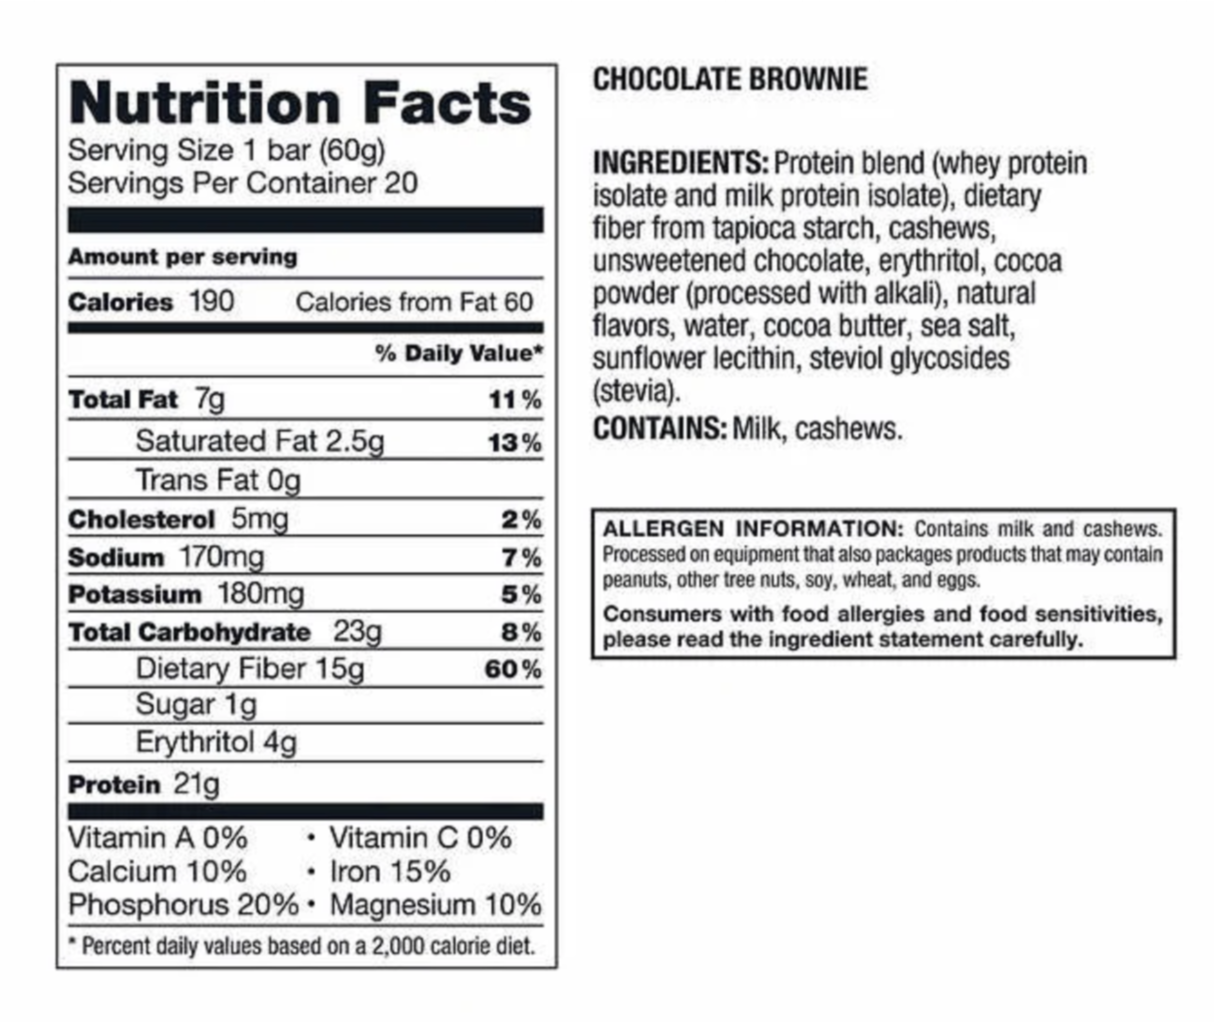 Nutrition Facts
Serving Size 1 bar (60g)
Servings Per Container 20
Amount per serving
Calories 190 Calories from Fat 60
% Daily Value*
Total Fat 7g 11%
Saturated Fat 2.5g 13%
Trans Fat 0g
Cholesterol 5mg 2%
Sodium 170mg 7%
Potassium 180mg 5%
Total Carbohydrate 23g 8%
Dietary Fiber 15g 60%
Sugar 1g
Erythritol 4g
Protein 21g
Vitamin A 0% • Vitamin C 0%
Calcium 10% • Iron 15%
Phosphorus 20% • Magnesium 10%
* Percent daily values based on a 2,000 calorie diet.
CHOCOLATE BROWNIE
INGREDIENTS: Protein blend (whey protein
isolate and milk protein isolate), dietary
fiber from tapioca starch, cashews,
unsweetened chocolate, erythritol, cocoa
powder (processed with alkali), natural
flavors, water, cocoa butter, sea salt,
sunflower lecithin, steviol glycosides
(stevia).
CONTAINS: Milk, cashews.
ALLERGEN INFORMATION: Contains milk and cashews.
Processed on equipment that also packages products that may contain
peanuts, other tree nuts, soy, wheat, and eggs.
Consumers with food allergies and food sensitivities,
please read the ingredient statement carefully.